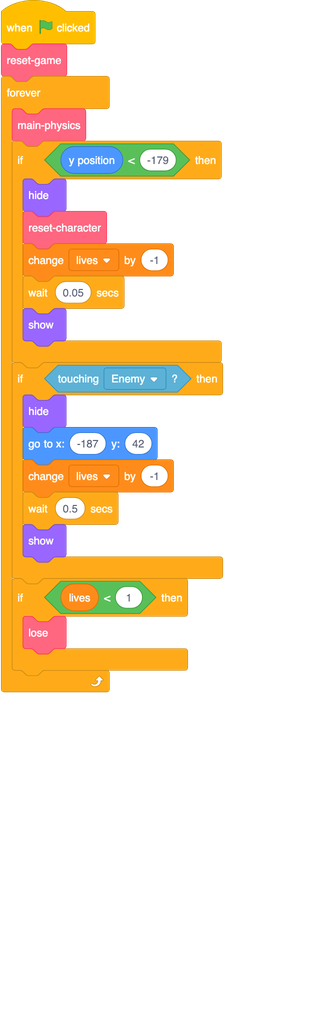 when clicked
reset-game
forever
main-physics
if y position < -179 then
hide
reset-character
change lives by -1
wait 0.05 secs
show
if touching Enemy ? then
hide
go to x: -187 y: 42
change lives by -1
wait 0.5 secs
show
if lives < 1 then
lose